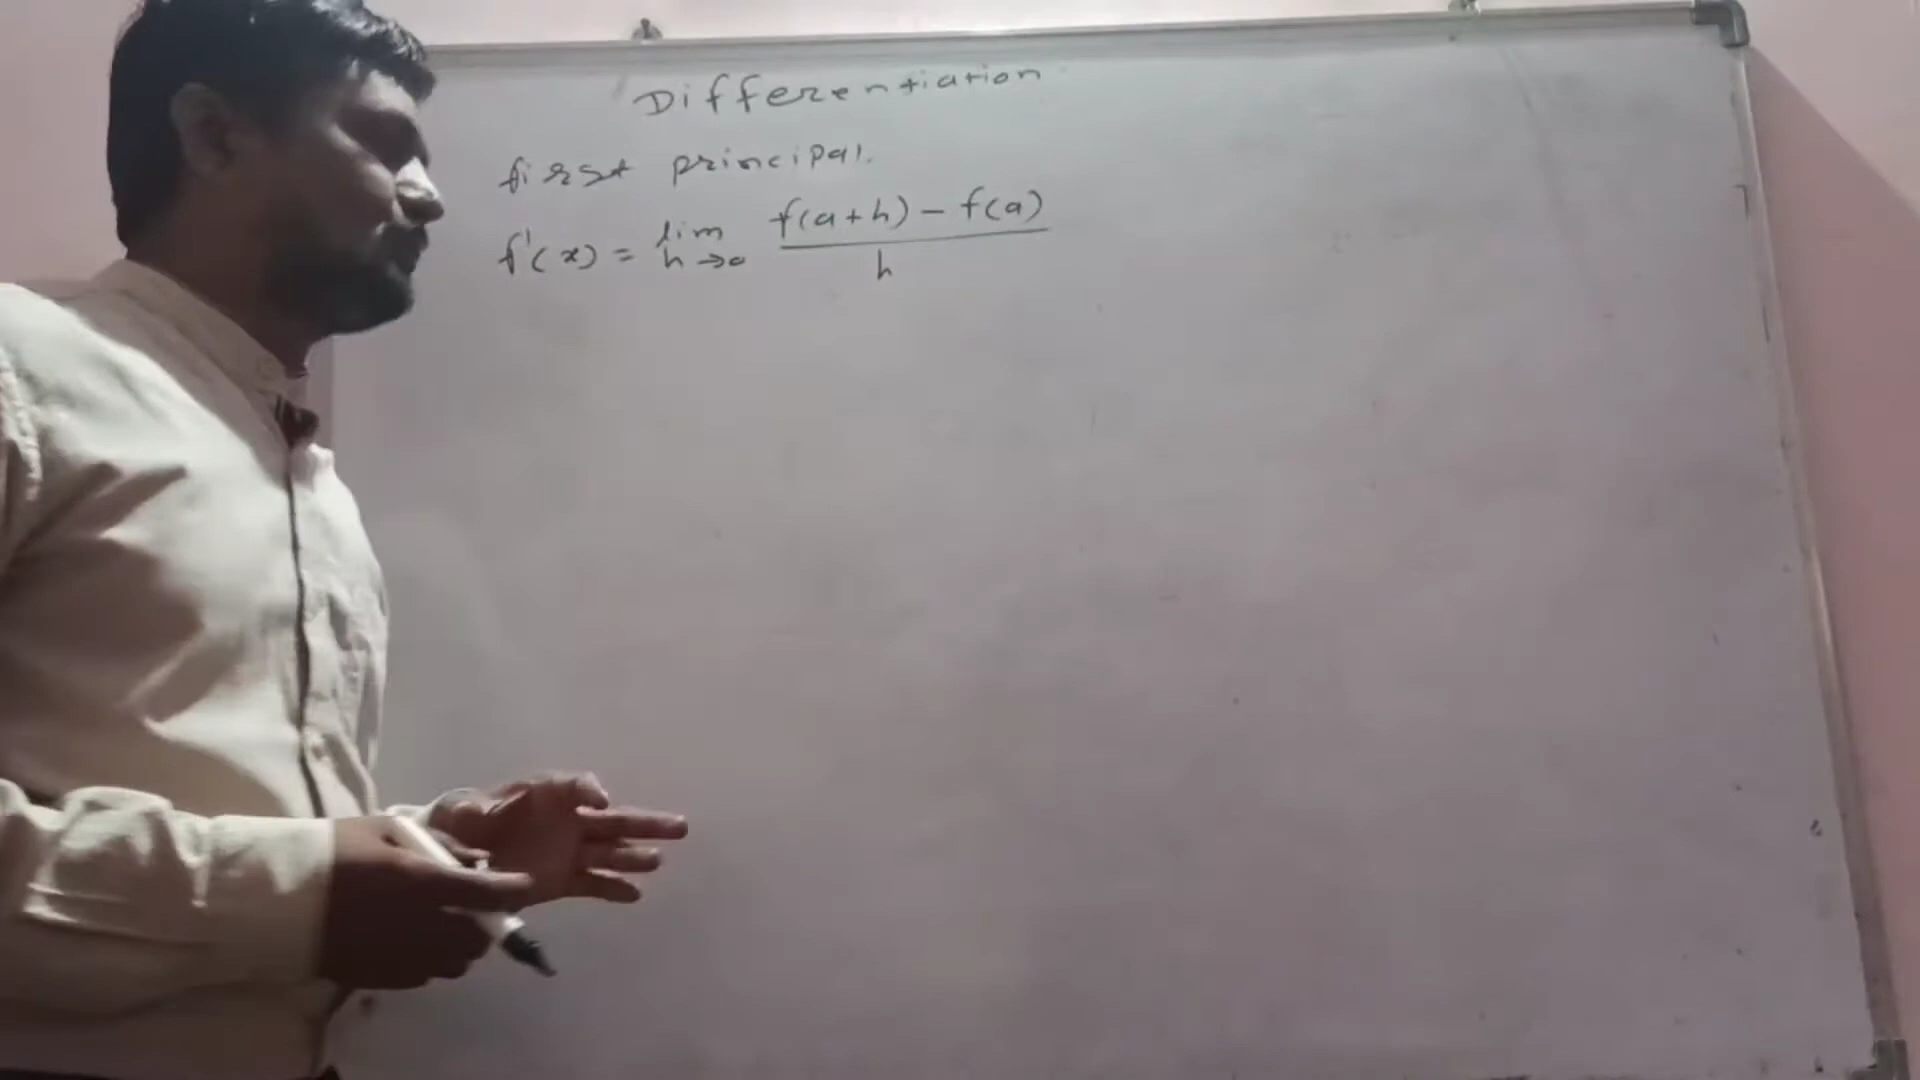 Differentiation
first principal.
f'(x) = lim h→0 f(a+h) - f(a) / h